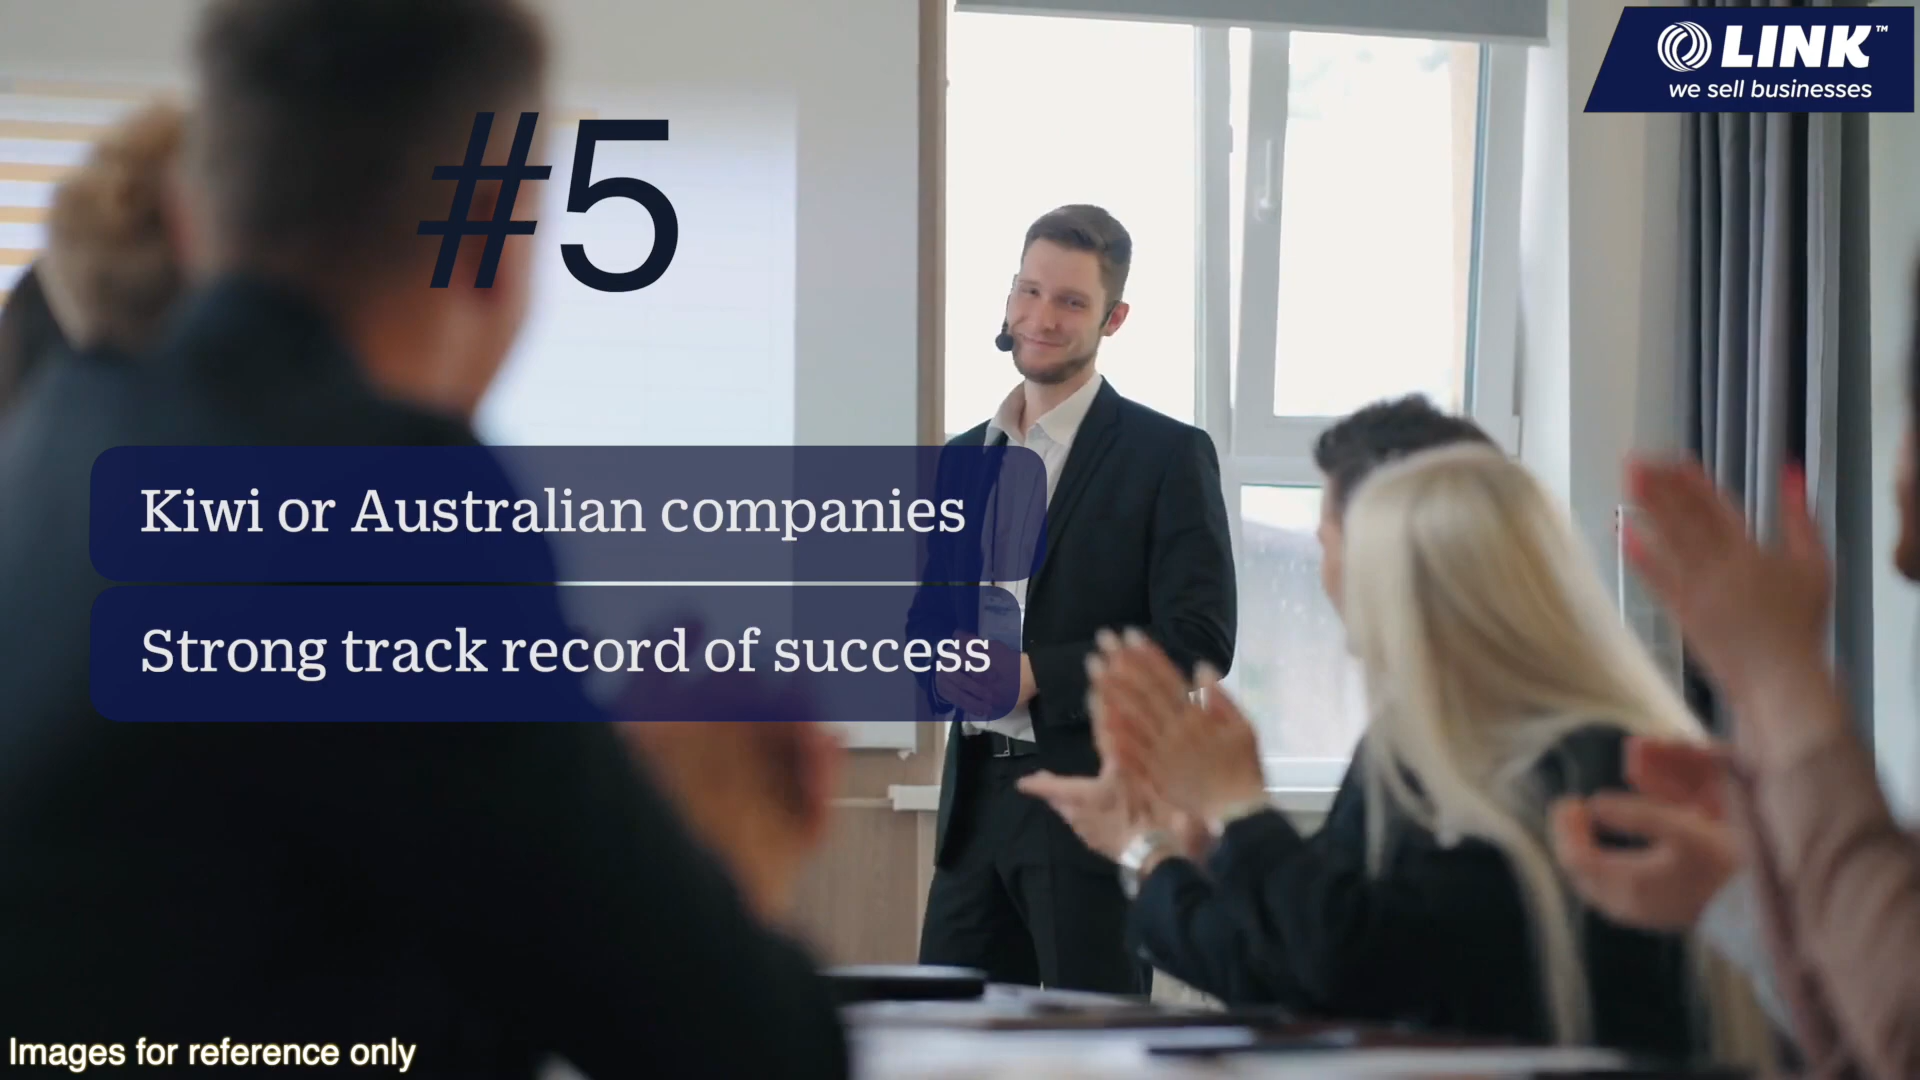 LINK™
we sell businesses
#5
Kiwi or Australian companies
Strong track record of success
Images for reference only